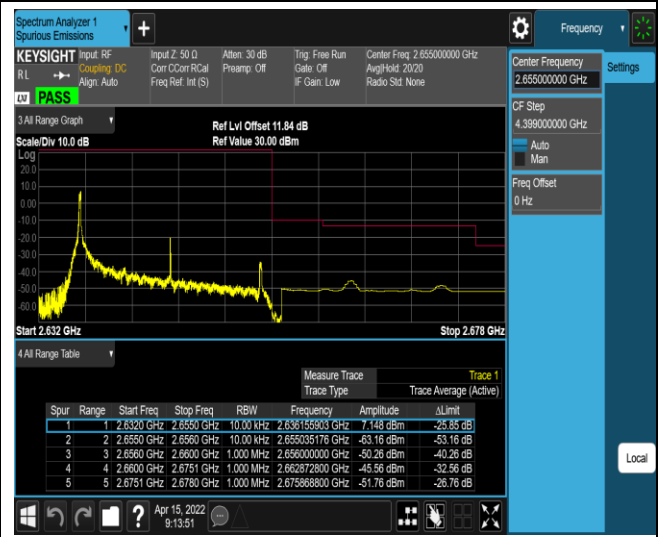 Spectrum Analyzer 1
Spurious Emissions
Frequency
KEYSIGHT Input: RF Input Z: 50 Ω Atten: 30 dB Trig: Free Run Center Freq: 2.655000000 GHz
RL Coupling: DC Corr CCorr RCal Preamp: Off Gate: Off Avg|Hold: 20/20
Align: Auto Freq Ref: Int (S) IF Gain: Low Radio Std: None
LXI PASS
Center Frequency
2.655000000 GHz
Settings
CF Step
4.399000000 GHz
Auto
Man
Freq Offset
0 Hz
Local
3 All Range Graph
Ref Lvl Offset 11.84 dB
Scale/Div 10.0 dB Ref Value 30.00 dBm
Log
20.0
10.0
0.00
-10.0
-20.0
-30.0
-40.0
-50.0
-60.0
Start 2.632 GHz Stop 2.678 GHz
4 All Range Table
Measure Trace Trace 1
Trace Type Trace Average (Active)
Spur Range Start Freq Stop Freq RBW Frequency Amplitude ΔLimit
1 1 2.6320 GHz 2.6550 GHz 10.00 kHz 2.636155903 GHz 7.148 dBm -25.85 dB
2 2 2.6550 GHz 2.6560 GHz 10.00 kHz 2.655035176 GHz -63.16 dBm -53.16 dB
3 3 2.6560 GHz 2.6600 GHz 1.000 MHz 2.656000000 GHz -50.26 dBm -40.26 dB
4 4 2.6600 GHz 2.6751 GHz 1.000 MHz 2.662872800 GHz -45.56 dBm -32.56 dB
5 5 2.6751 GHz 2.6780 GHz 1.000 MHz 2.675868800 GHz -51.76 dBm -26.76 dB
Apr 15, 2022
9:13:51